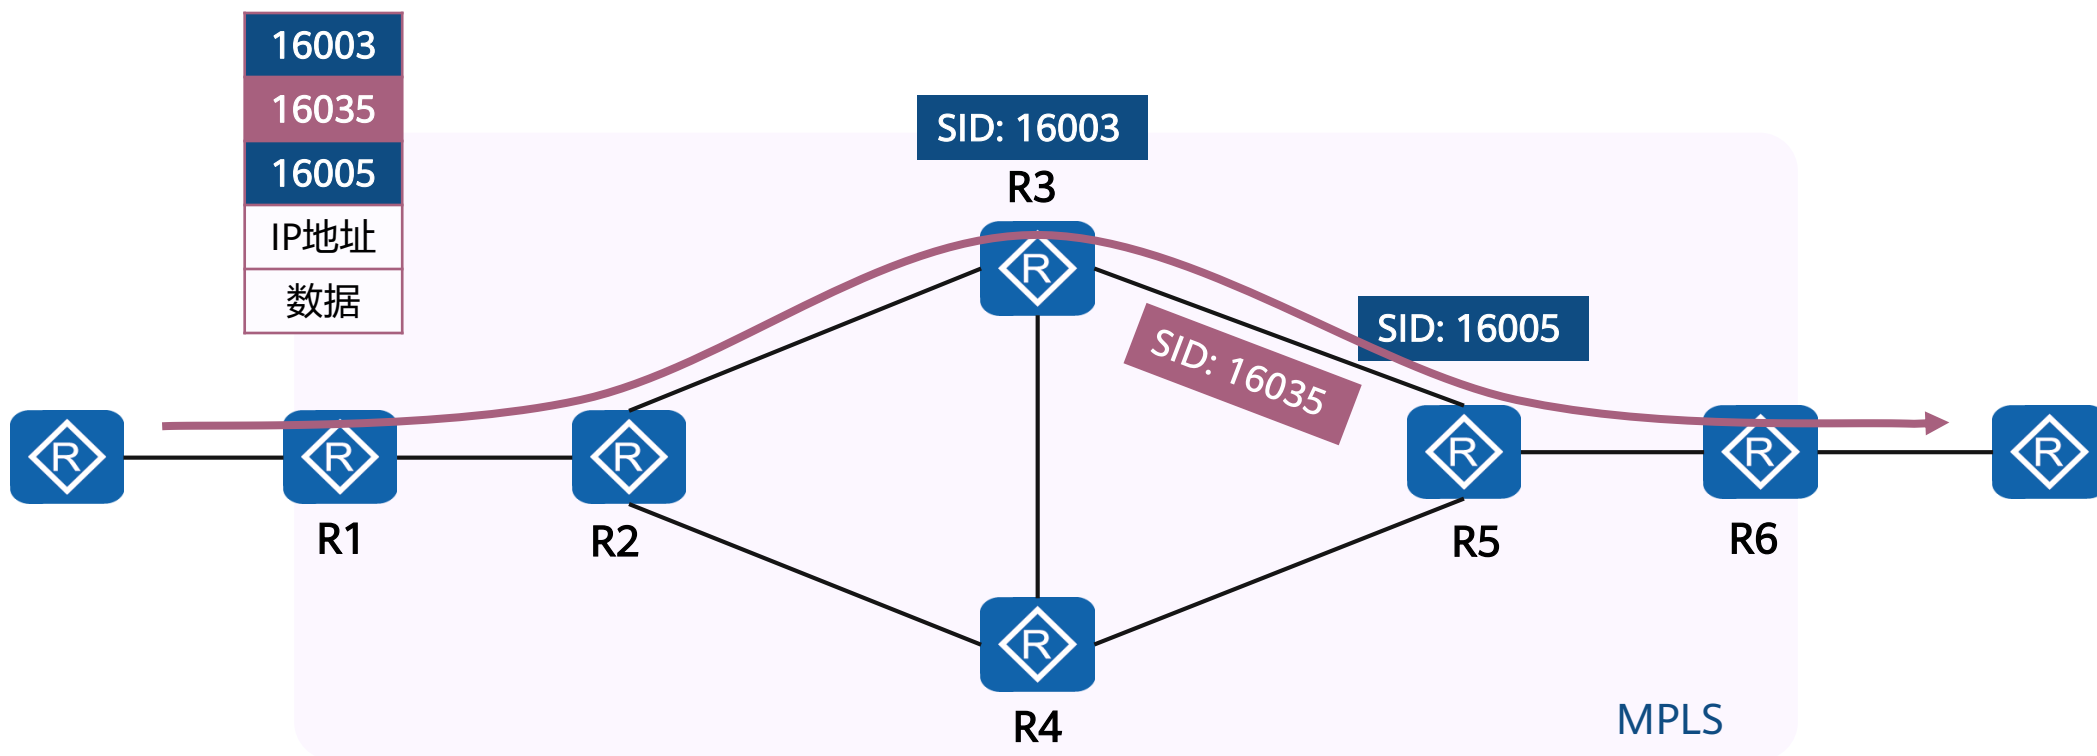 16003
16035
16005
IP地址
数据
SID: 16003
R3
SID: 16005
SID: 16035
R
R
R
R
R
R
R
R
R1
R2
R5
R6
R4
MPLS